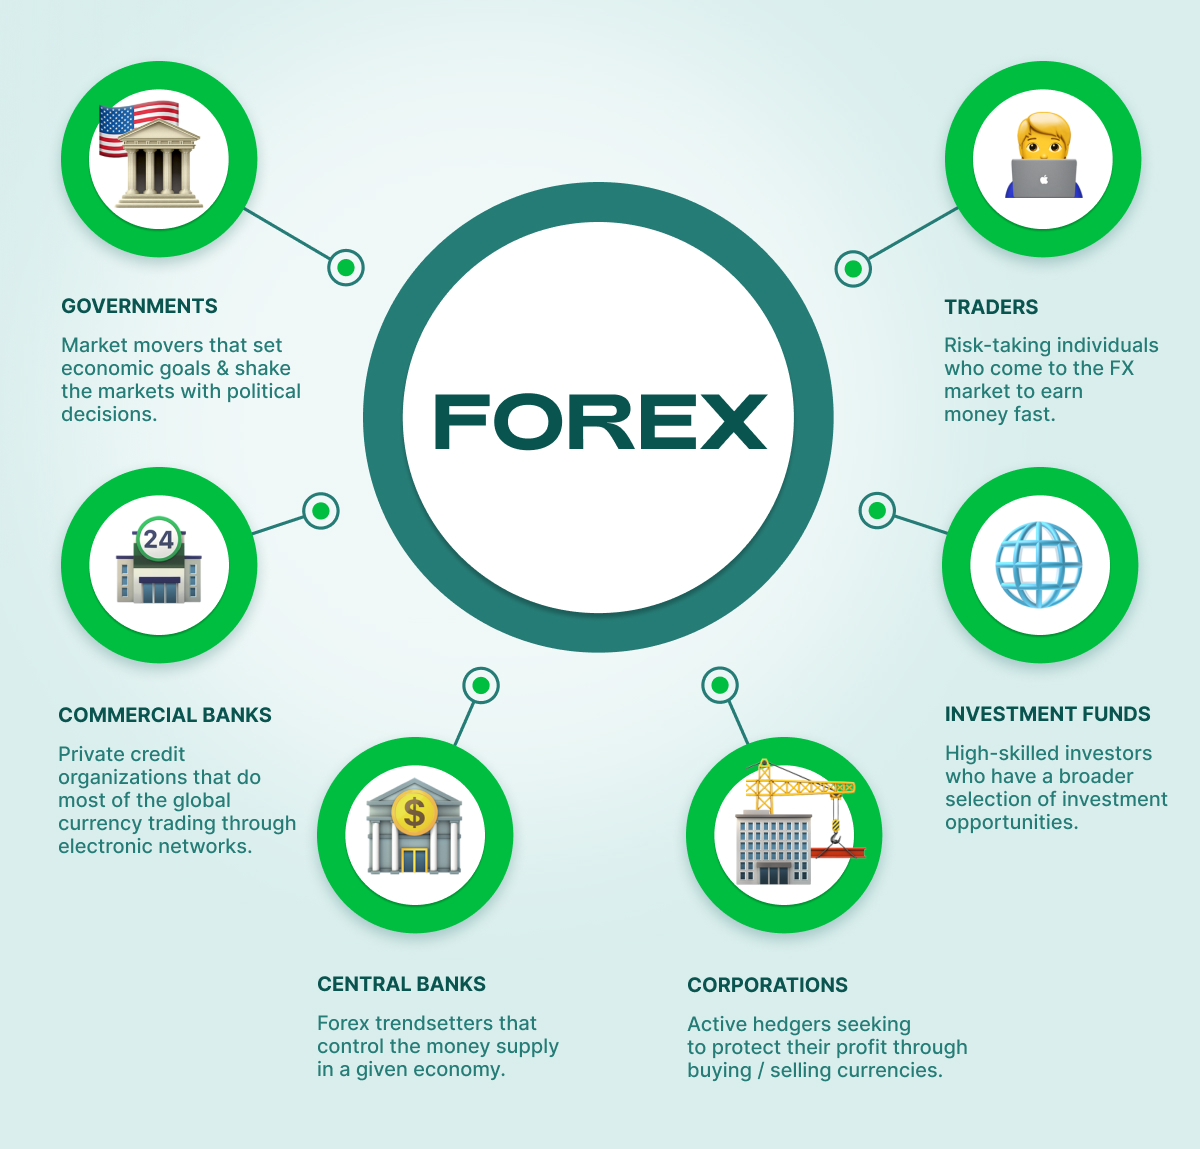 FOREX
GOVERNMENTS
Market movers that set
economic goals & shake
the markets with political
decisions.
TRADERS
Risk-taking individuals
who come to the FX
market to earn
money fast.
24
COMMERCIAL BANKS
Private credit
organizations that do
most of the global
currency trading through
electronic networks.
INVESTMENT FUNDS
High-skilled investors
who have a broader
selection of investment
opportunities.
$
CENTRAL BANKS
Forex trendsetters that
control the money supply
in a given economy.
CORPORATIONS
Active hedgers seeking
to protect their profit through
buying / selling currencies.